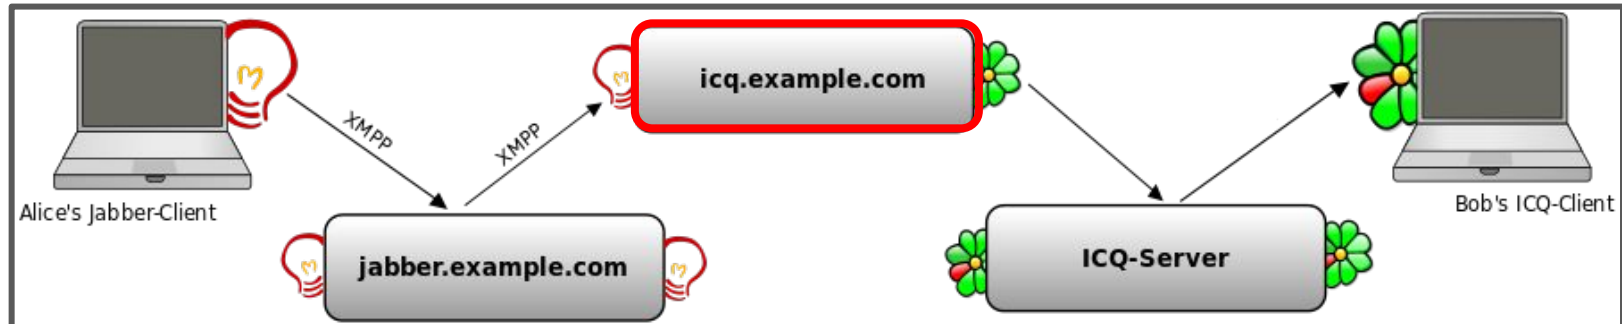 icq.example.com
XMPP
XMPP
Alice's Jabber-Client
Bob's ICQ-Client
jabber.example.com
ICQ-Server